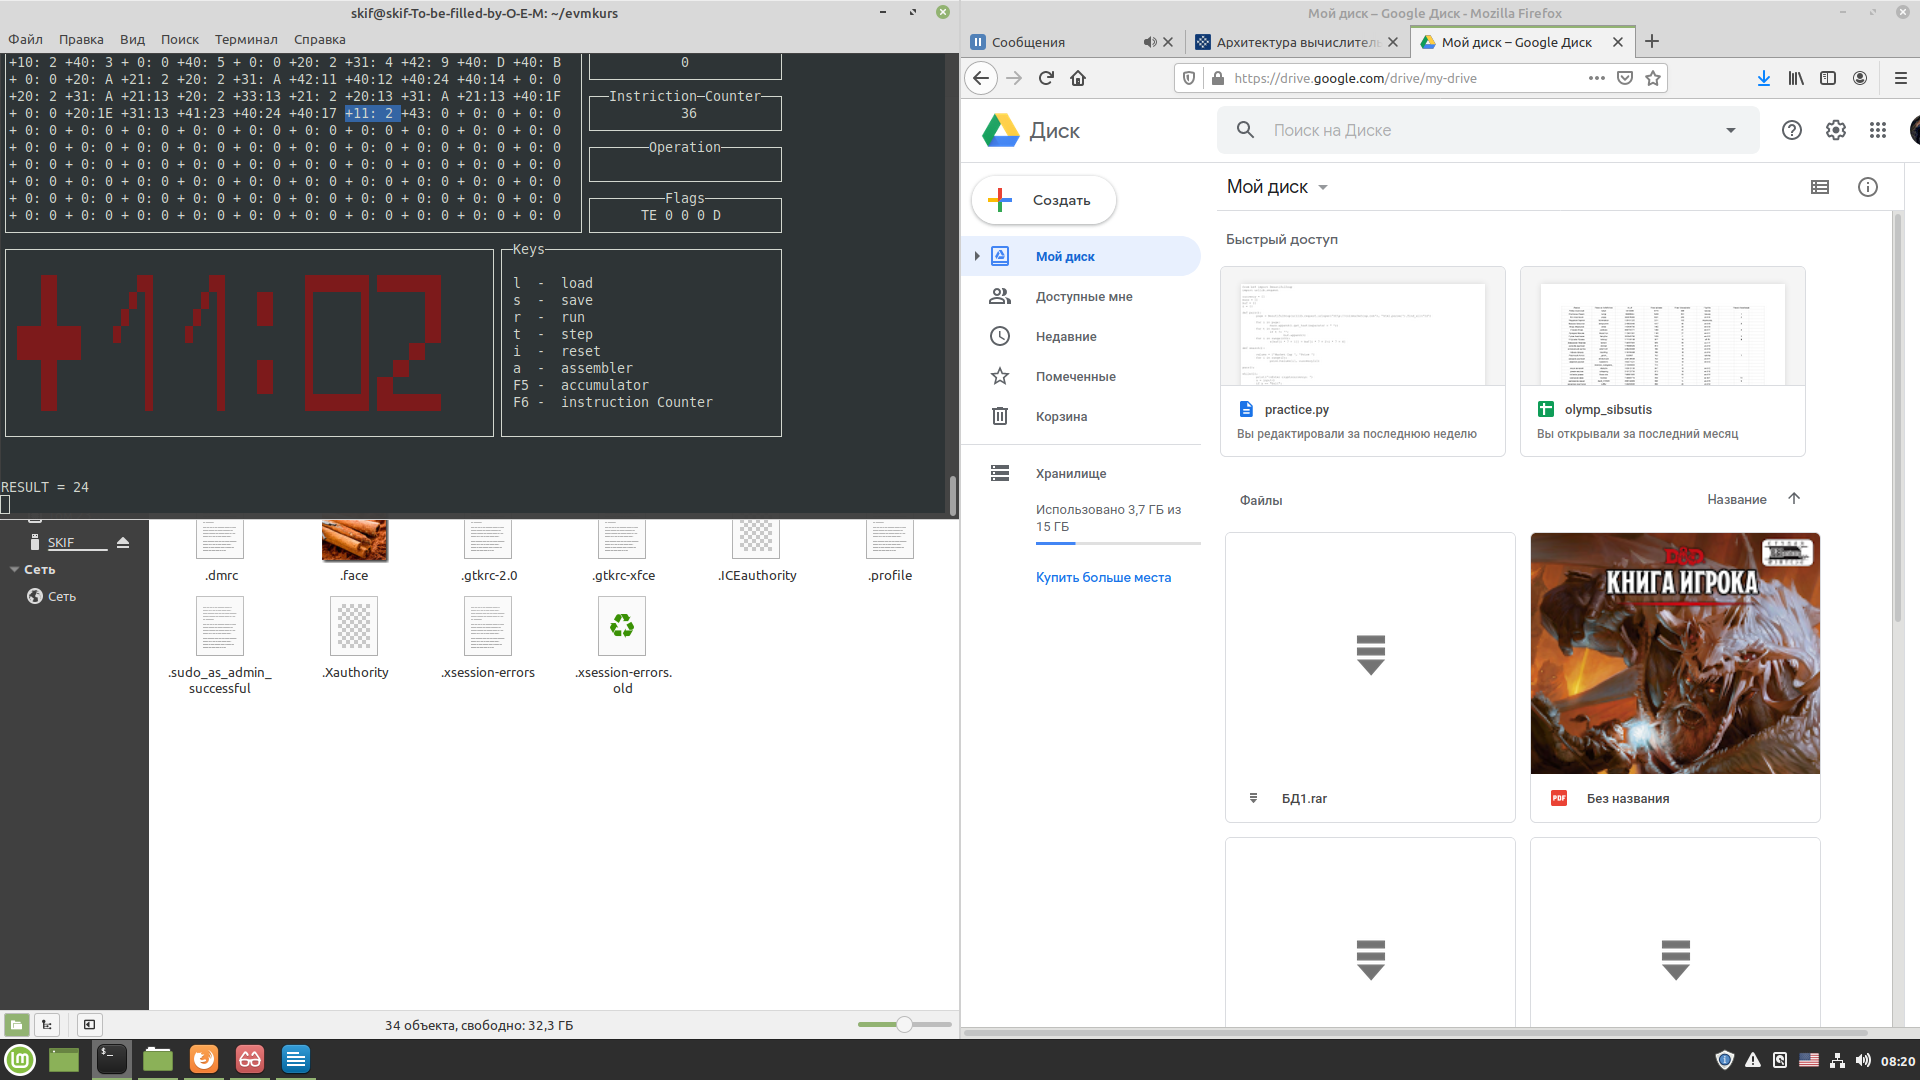 skif@skif-To-be-filled-by-O-E-M: ~/evmkurs
Файл Правка Вид Поиск Терминал Справка
+10: 2 +40: 3 + 0: 0 +40: 5 + 0: 0 +20: 2 +31: 4 +42: 9 +40: D +40: B
+ 0: 0 +20: A +21: 2 +20: 2 +31: A +42:11 +40:12 +40:24 +40:14 + 0: 0
+20: 2 +31: A +21:13 +20: 2 +33:13 +21: 2 +20:13 +31: A +21:13 +40:1F
+ 0: 0 +20:1E +31:13 +41:23 +40:24 +40:17 +11: 2 +43: 0 + 0: 0 + 0: 0
+ 0: 0 + 0: 0 + 0: 0 + 0: 0 + 0: 0 + 0: 0 + 0: 0 + 0: 0 + 0: 0 + 0: 0
+ 0: 0 + 0: 0 + 0: 0 + 0: 0 + 0: 0 + 0: 0 + 0: 0 + 0: 0 + 0: 0 + 0: 0
+ 0: 0 + 0: 0 + 0: 0 + 0: 0 + 0: 0 + 0: 0 + 0: 0 + 0: 0 + 0: 0 + 0: 0
+ 0: 0 + 0: 0 + 0: 0 + 0: 0 + 0: 0 + 0: 0 + 0: 0 + 0: 0 + 0: 0 + 0: 0
+ 0: 0 + 0: 0 + 0: 0 + 0: 0 + 0: 0 + 0: 0 + 0: 0 + 0: 0 + 0: 0 + 0: 0
+ 0: 0 + 0: 0 + 0: 0 + 0: 0 + 0: 0 + 0: 0 + 0: 0 + 0: 0 + 0: 0 + 0: 0
0
Instriction Counter
36
Operation
Flags
TE 0 0 0 D
+11:02
Keys
l - load
s - save
r - run
t - step
i - reset
a - assembler
F5 - accumulator
F6 - instruction Counter
RESULT = 24
SKIF
Сеть
Сеть
.dmrc .face .gtkrc-2.0 .gtkrc-xfce .ICEauthority .profile
.sudo_as_admin_
successful
.Xauthority
.xsession-errors
.xsession-errors.
old
34 объекта, свободно: 32,3 ГБ
Мой диск – Google Диск - Mozilla Firefox
Сообщения
Архитектура вычислител
Мой диск – Google Диск
https://drive.google.com/drive/my-drive
Диск
Поиск на Диске
Создать
Мой диск
Доступные мне
Недавние
Помеченные
Корзина
Хранилище
Использовано 3,7 ГБ из
15 ГБ
Купить больше места
Мой диск
Быстрый доступ
practice.py
Вы редактировали за последнюю неделю
olymp_sibsutis
Вы открывали за последний месяц
Файлы
Название
БД1.rar
D&D
КНИГА ИГРОКА
PDF
Без названия
08:20